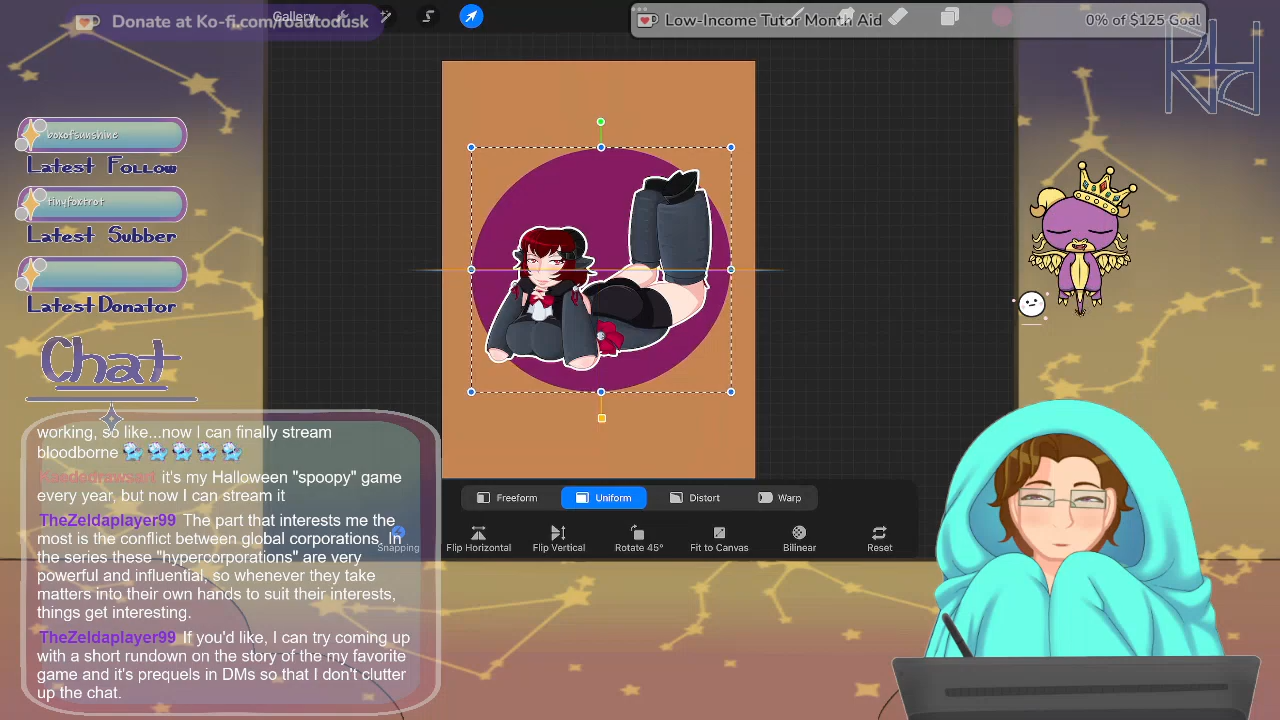 Donate at Ko-fi.com/roadtodusk
Gallery
Low-Income Tutor Month Aid
0% of $125 Goal
boxofsunshine
Latest Follow
tinyfoxtrot
Latest Subber
Latest Donator
Chat
working, so like...now I can finally stream
bloodborne
it's my Halloween "spoopy" game
every year, but now I can stream it
TheZeldaplayer99 The part that interests me the
most is the conflict between global corporations. In
the series these "hypercorporations" are very
powerful and influential, so whenever they take
matters into their own hands to suit their interests,
things get interesting.
TheZeldaplayer99 If you'd like, I can try coming up
with a short rundown on the story of the my favorite
game and it's prequels in DMs so that I don't clutter
up the chat.
Freeform
Uniform
Distort
Warp
Snapping
Flip Horizontal
Flip Vertical
Rotate 45°
Fit to Canvas
Bilinear
Reset